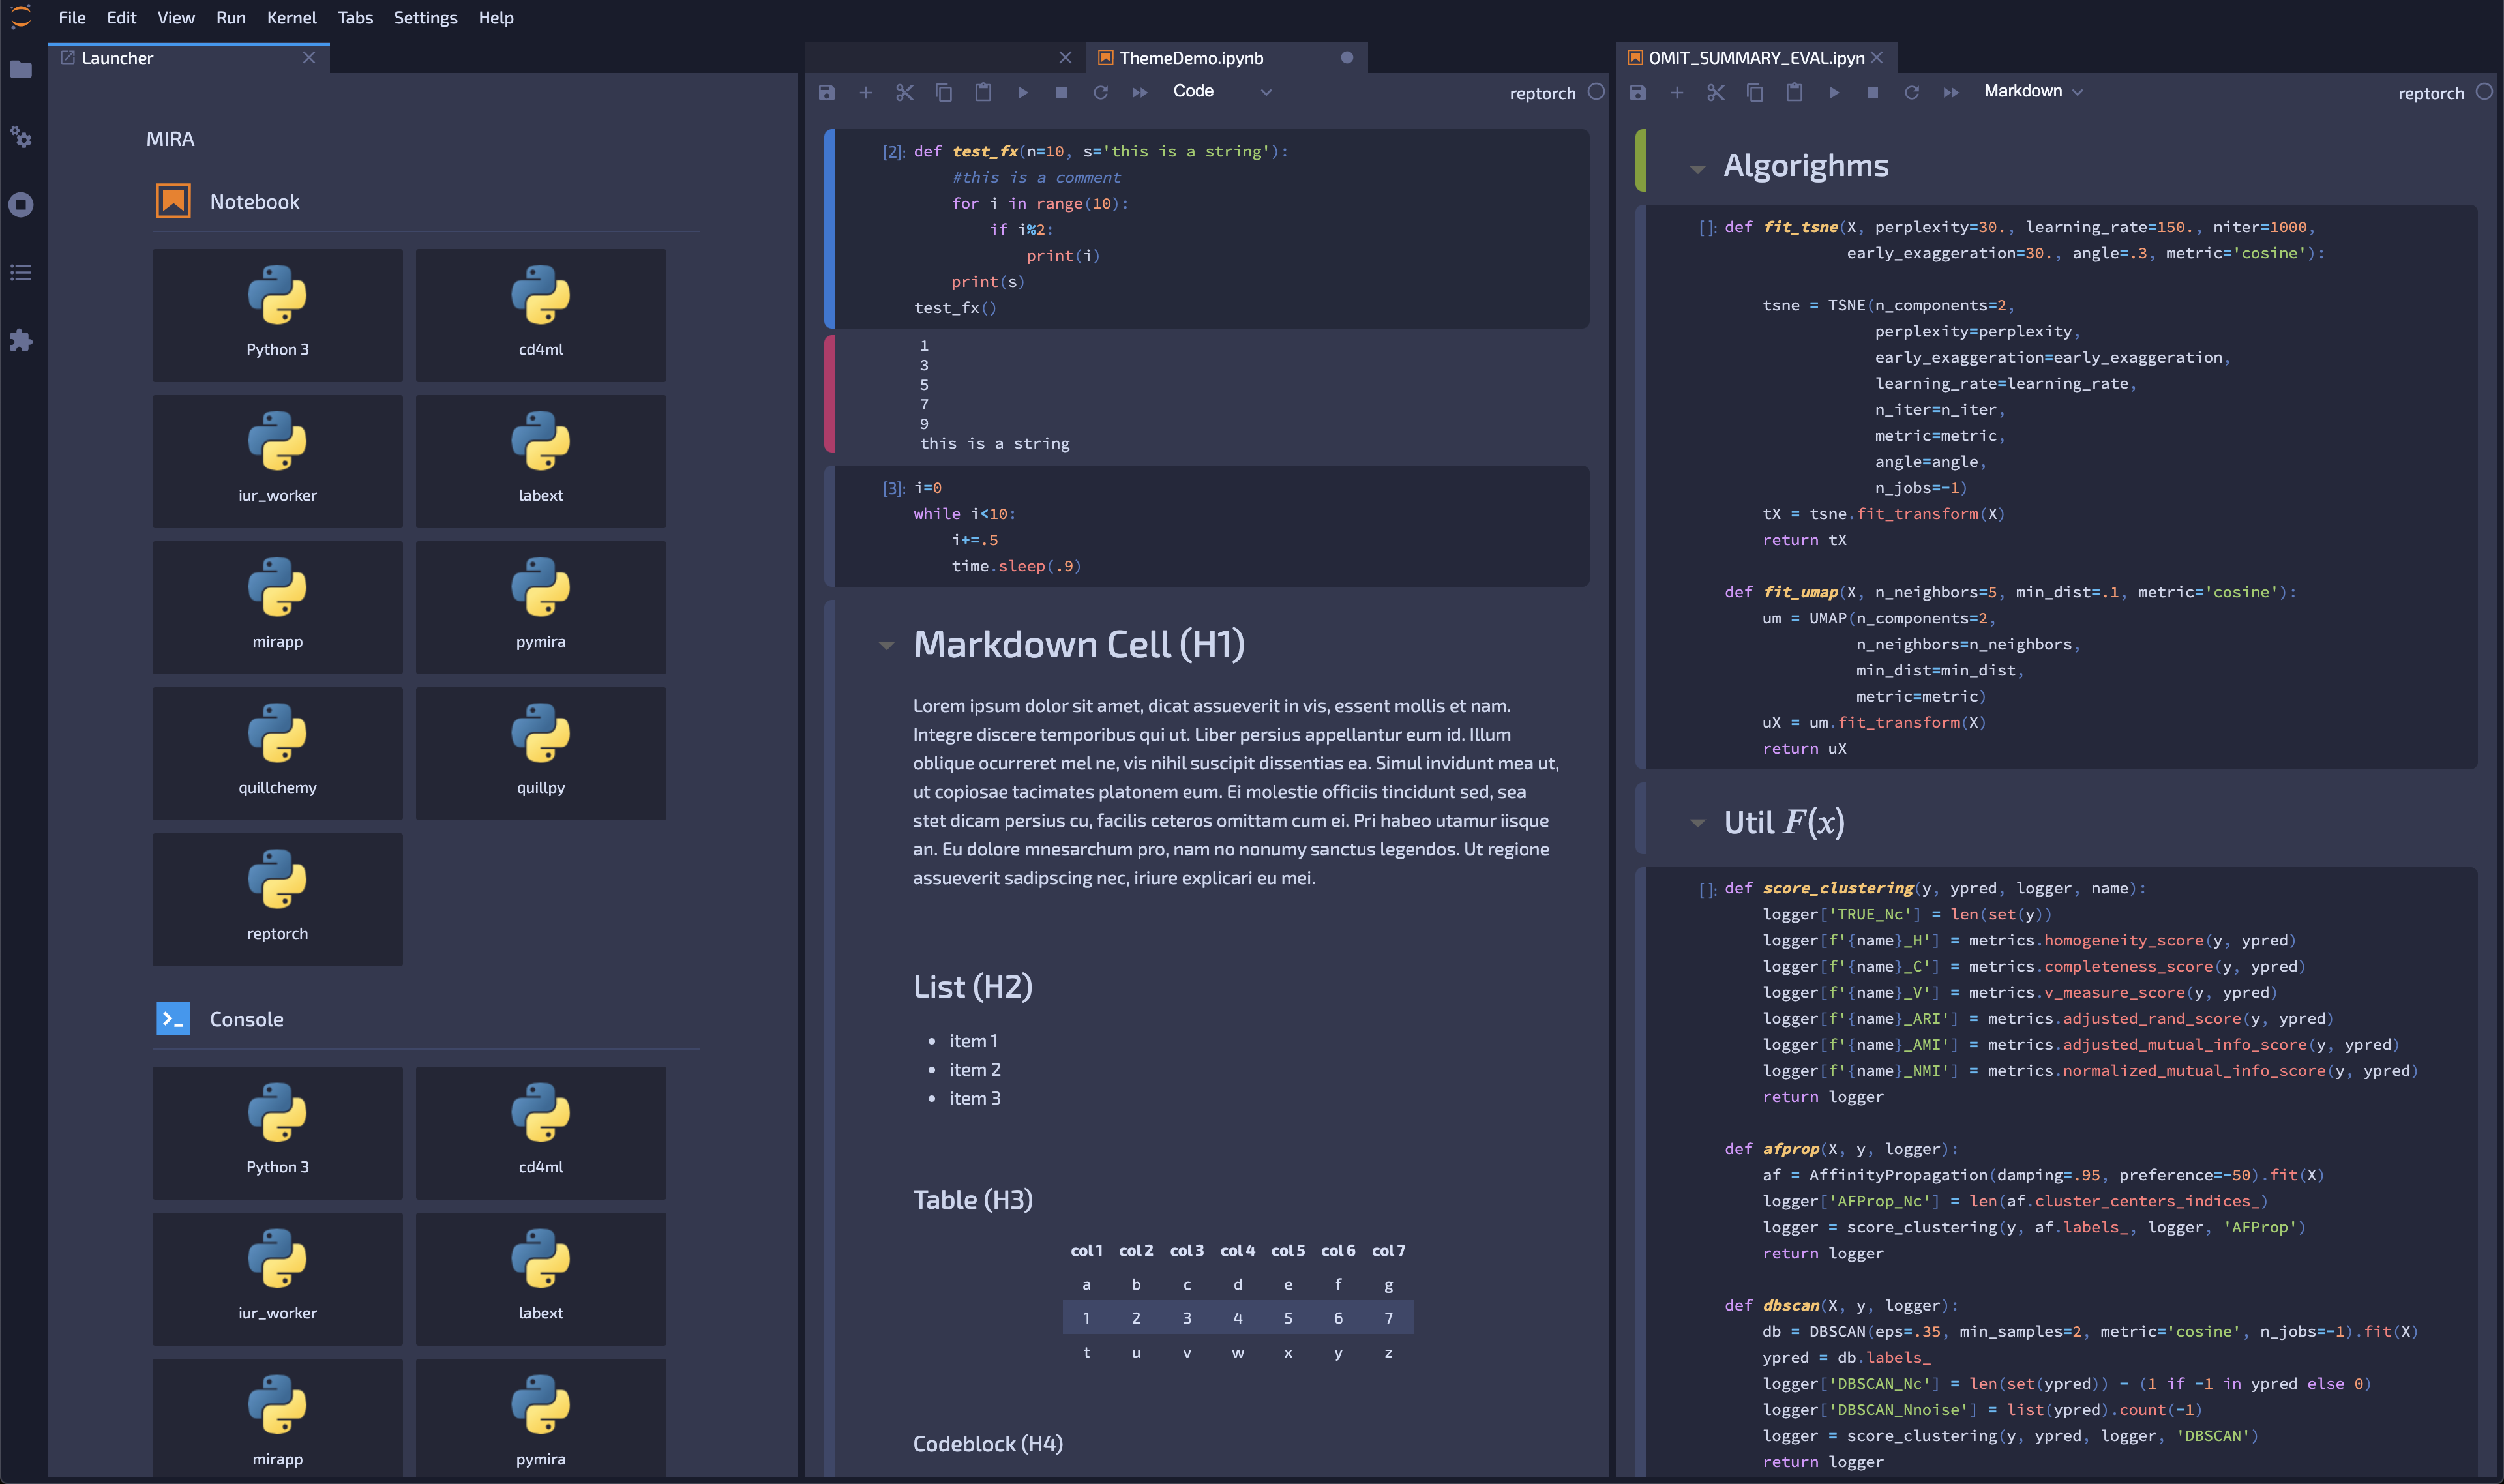 File Edit View Run Kernel Tabs Settings Help
Launcher
MIRA
Notebook
Python 3
cd4ml
iur_worker
labext
mirapp
pymira
quillchemy
quillpy
reptorch
Console
Python 3
cd4ml
iur_worker
labext
mirapp
pymira
ThemeDemo.ipynb
Code
reptorch
[2]: def test_fx(n=10, s='this is a string'):
#this is a comment
for i in range(10):
if i%2:
print(i)
print(s)
test_fx()
1
3
5
7
9
this is a string
[3]: i=0
while i<10:
i+=.5
time.sleep(.9)
Markdown Cell (H1)
Lorem ipsum dolor sit amet, dicat assueverit in vis, essent mollis et nam.
Integre discere temporibus qui ut. Liber persius appellantur eum id. Illum
oblique ocurreret mel ne, vis nihil suscipit dissentias ea. Simul invidunt mea ut,
ut copiosae tacimates platonem eum. Ei molestie officiis tincidunt sed, sea
stet dicam persius cu, facilis ceteros omittam cum ei. Pri habeo utamur iisque
an. Eu dolore mnesarchum pro, nam no nonumy sanctus legendos. Ut regione
assueverit sadipscing nec, iriure explicari eu mei.
List (H2)
• item 1
• item 2
• item 3
Table (H3)
col 1 col 2 col 3 col 4 col 5 col 6 col 7
a b c d e f g
1 2 3 4 5 6 7
t u v w x y z
Codeblock (H4)
OMIT_SUMMARY_EVAL.ipyn
Markdown
reptorch
Algorighms
[]: def fit_tsne(X, perplexity=30., learning_rate=150., niter=1000,
early_exaggeration=30., angle=.3, metric='cosine'):
tsne = TSNE(n_components=2,
perplexity=perplexity,
early_exaggeration=early_exaggeration,
learning_rate=learning_rate,
n_iter=n_iter,
metric=metric,
angle=angle,
n_jobs=-1)
tX = tsne.fit_transform(X)
return tX
def fit_umap(X, n_neighbors=5, min_dist=.1, metric='cosine'):
um = UMAP(n_components=2,
n_neighbors=n_neighbors,
min_dist=min_dist,
metric=metric)
uX = um.fit_transform(X)
return uX
Util F(x)
[]: def score_clustering(y, ypred, logger, name):
logger['TRUE_Nc'] = len(set(y))
logger[f'{name}_H'] = metrics.homogeneity_score(y, ypred)
logger[f'{name}_C'] = metrics.completeness_score(y, ypred)
logger[f'{name}_V'] = metrics.v_measure_score(y, ypred)
logger[f'{name}_ARI'] = metrics.adjusted_rand_score(y, ypred)
logger[f'{name}_AMI'] = metrics.adjusted_mutual_info_score(y, ypred)
logger[f'{name}_NMI'] = metrics.normalized_mutual_info_score(y, ypred)
return logger
def afprop(X, y, logger):
af = AffinityPropagation(damping=.95, preference=-50).fit(X)
logger['AFProp_Nc'] = len(af.cluster_centers_indices_)
logger = score_clustering(y, af.labels_, logger, 'AFProp')
return logger
def dbscan(X, y, logger):
db = DBSCAN(eps=.35, min_samples=2, metric='cosine', n_jobs=-1).fit(X)
ypred = db.labels_
logger['DBSCAN_Nc'] = len(set(ypred)) - (1 if -1 in ypred else 0)
logger['DBSCAN_Nnoise'] = list(ypred).count(-1)
logger = score_clustering(y, ypred, logger, 'DBSCAN')
return logger